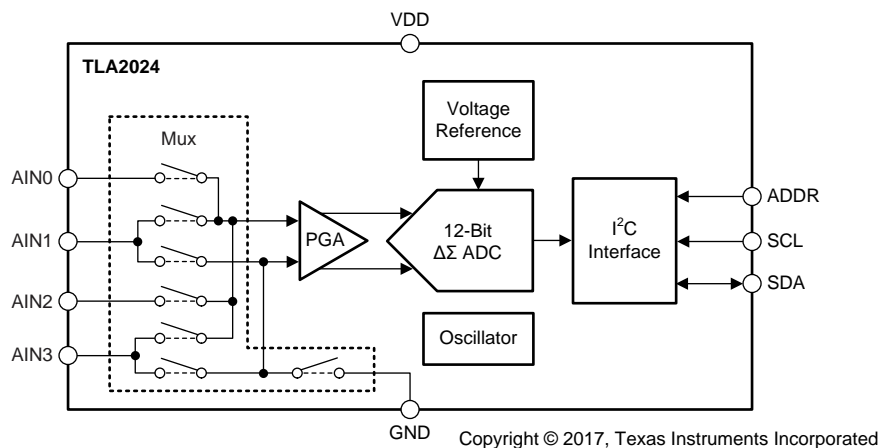 VDD
TLA2024
Voltage
Reference
Mux
AIN0
AIN1
AIN2
AIN3
PGA
12-Bit
ΔΣ ADC
I²C
Interface
ADDR
SCL
SDA
Oscillator
GND
Copyright © 2017, Texas Instruments Incorporated